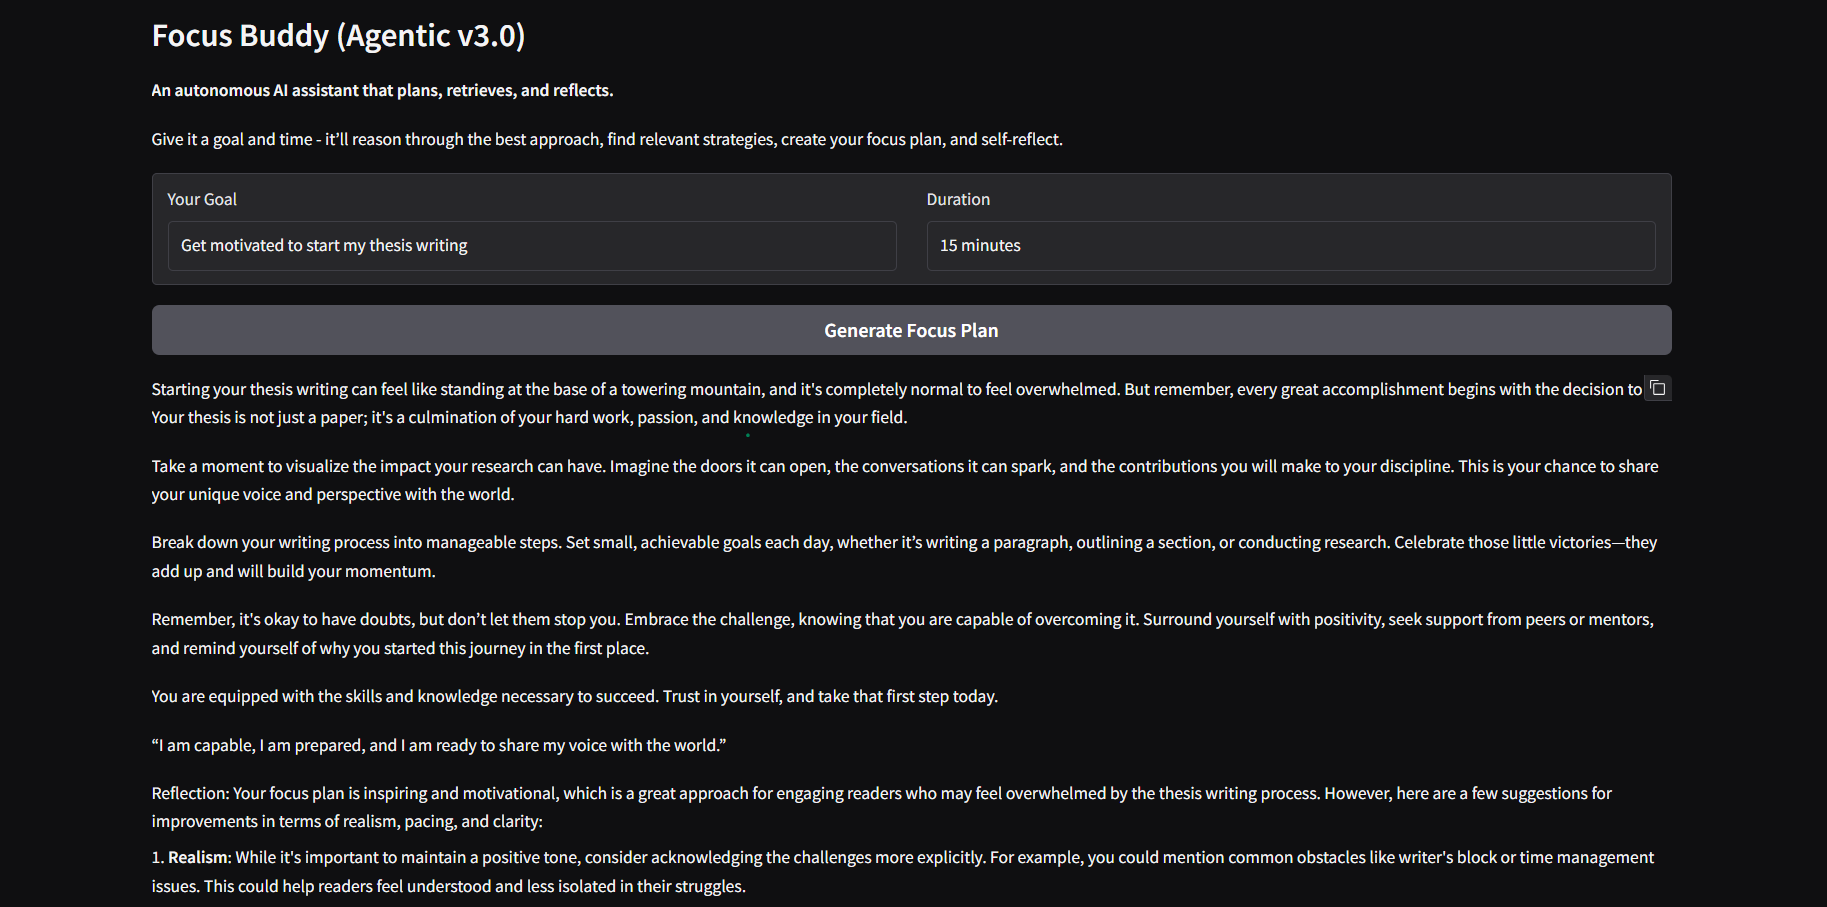 Focus Buddy (Agentic v3.0)
An autonomous AI assistant that plans, retrieves, and reflects.
Give it a goal and time - it’ll reason through the best approach, find relevant strategies, create your focus plan, and self-reflect.
Your Goal
Get motivated to start my thesis writing
Duration
15 minutes
Generate Focus Plan
Starting your thesis writing can feel like standing at the base of a towering mountain, and it's completely normal to feel overwhelmed. But remember, every great accomplishment begins with the decision to
Your thesis is not just a paper; it's a culmination of your hard work, passion, and knowledge in your field.
Take a moment to visualize the impact your research can have. Imagine the doors it can open, the conversations it can spark, and the contributions you will make to your discipline. This is your chance to share
your unique voice and perspective with the world.
Break down your writing process into manageable steps. Set small, achievable goals each day, whether it’s writing a paragraph, outlining a section, or conducting research. Celebrate those little victories—they
add up and will build your momentum.
Remember, it's okay to have doubts, but don’t let them stop you. Embrace the challenge, knowing that you are capable of overcoming it. Surround yourself with positivity, seek support from peers or mentors,
and remind yourself of why you started this journey in the first place.
You are equipped with the skills and knowledge necessary to succeed. Trust in yourself, and take that first step today.
“I am capable, I am prepared, and I am ready to share my voice with the world.”
Reflection: Your focus plan is inspiring and motivational, which is a great approach for engaging readers who may feel overwhelmed by the thesis writing process. However, here are a few suggestions for
improvements in terms of realism, pacing, and clarity:
1. Realism: While it's important to maintain a positive tone, consider acknowledging the challenges more explicitly. For example, you could mention common obstacles like writer's block or time management
issues. This could help readers feel understood and less isolated in their struggles.